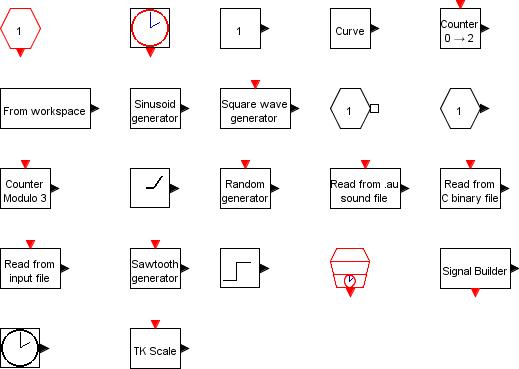 1
1
Curve
Counter
0 → 2
From workspace
Sinusoid
generator
Square wave
generator
1
1
Counter
Modulo 3
Random
generator
Read from .au
sound file
Read from
C binary file
Read from
input file
Sawtooth
generator
Signal Builder
TK Scale